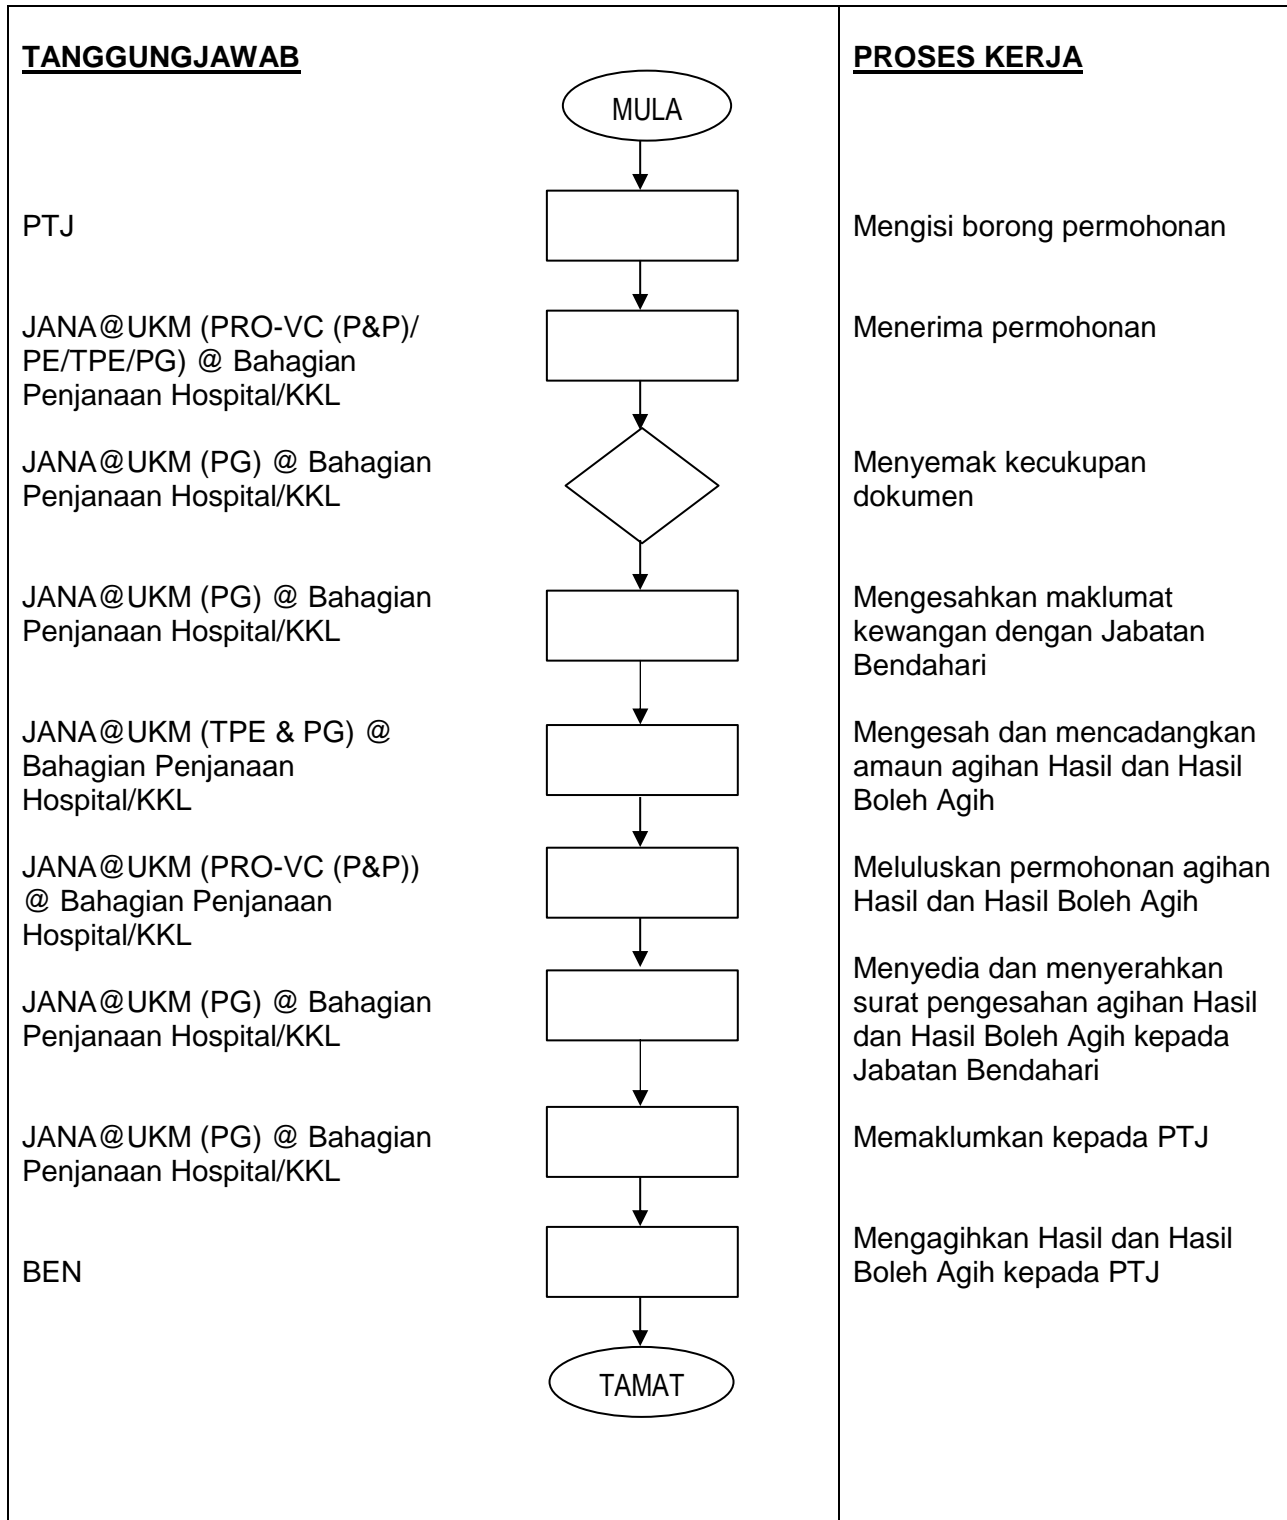 TANGGUNGJAWAB
PROSES KERJA
MULA
PTJ
Mengisi borong permohonan
JANA@UKM (PRO-VC (P&P)/
PE/TPE/PG) @ Bahagian
Penjanaan Hospital/KKL
Menerima permohonan
JANA@UKM (PG) @ Bahagian
Penjanaan Hospital/KKL
Menyemak kecukupan
dokumen
JANA@UKM (PG) @ Bahagian
Penjanaan Hospital/KKL
Mengesahkan maklumat
kewangan dengan Jabatan
Bendahari
JANA@UKM (TPE & PG) @
Bahagian Penjanaan
Hospital/KKL
Mengesah dan mencadangkan
amaun agihan Hasil dan Hasil
Boleh Agih
JANA@UKM (PRO-VC (P&P))
@ Bahagian Penjanaan
Hospital/KKL
Meluluskan permohonan agihan
Hasil dan Hasil Boleh Agih
JANA@UKM (PG) @ Bahagian
Penjanaan Hospital/KKL
Menyedia dan menyerahkan
surat pengesahan agihan Hasil
dan Hasil Boleh Agih kepada
Jabatan Bendahari
JANA@UKM (PG) @ Bahagian
Penjanaan Hospital/KKL
Memaklumkan kepada PTJ
BEN
Mengagihkan Hasil dan Hasil
Boleh Agih kepada PTJ
TAMAT